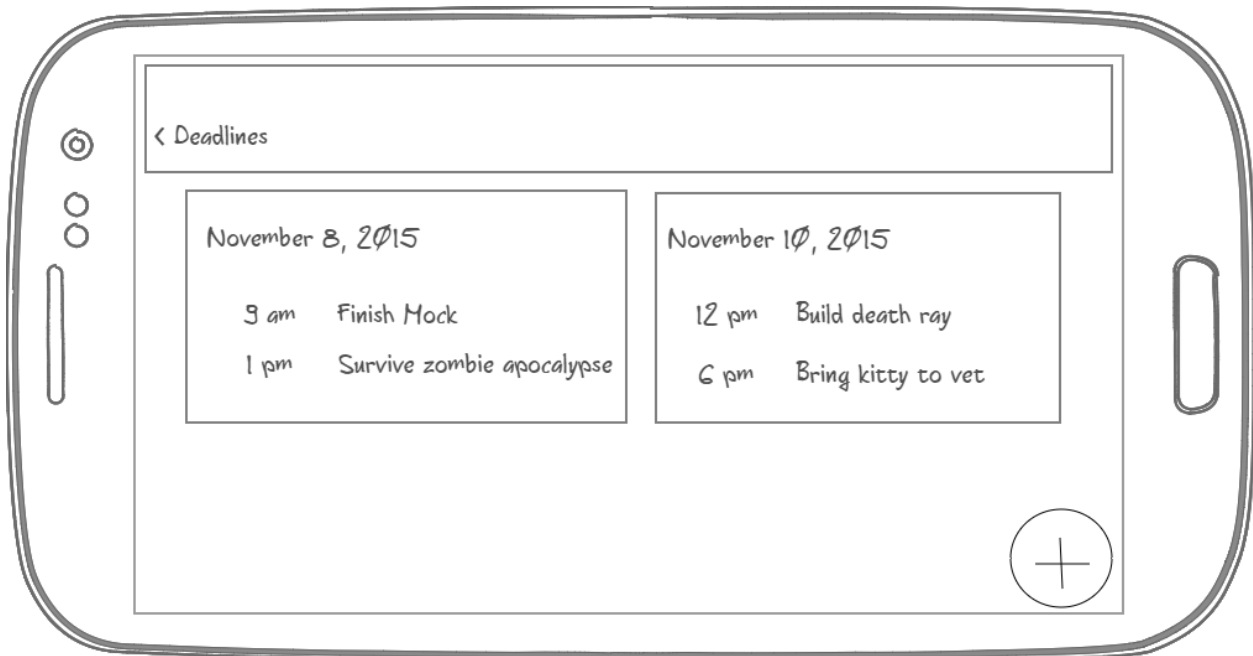 < Deadlines
November 8, 2015
9 am Finish Mock
1 pm Survive zombie apocalypse
November 10, 2015
12 pm Build death ray
6 pm Bring kitty to vet
+